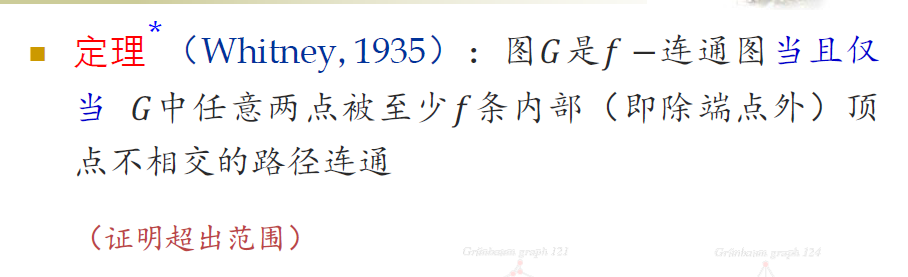 定理*（Whitney, 1935）：图G是f－连通图当且仅
当 G中任意两点被至少f条内部（即除端点外）顶
点不相交的路径连通
（证明超出范围）
Grünbaum graph 121
Grünbaum graph 124